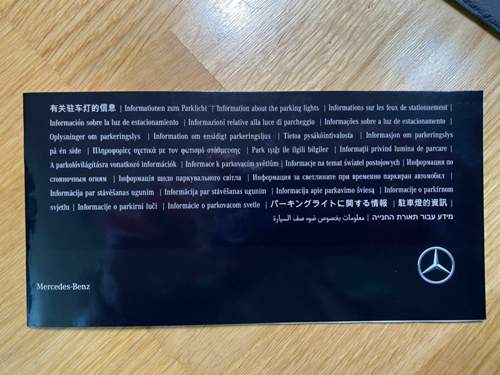 有关驻车灯的信息 | Informationen zum Parklicht | Information about the parking lights | Informations sur les feux de stationnement |
Información sobre la luz de estacionamiento | Informazioni relative alla luce di parcheggio | Informações sobre a luz de estacionamento |
Oplysninger om parkeringslys | Information om ensidigt parkeringsljus | Tietoa pysäköintivalosta | Informasjon om parkeringslys
på én side | Πληροφορίες σχετικά με τον φωτισμό στάθμευσης | Park ışığı ile ilgili bilgiler | Informații privind lumina de parcare |
A parkolóvilágításra vonatkozó információk | Informace k parkovacím světlům | Informacje na temat świateł postojowych | Информация по
стояночным огням | Інформація щодо паркувального світла | Информация за светлините при временно паркиран автомобил |
Informācija par stāvēšanas ugunīm | Informācija par stāvēšanas ugunīm | Informacija apie parkavimo šviesą | Informacije o parkirnom
svjetlu | Informacije o parkirni luči | Informácie o parkovacom svetle | パーキングライトに関する情報 | 駐車燈的資訊 |
מידע עבור תאורת החנייה | معلومات بخصوص ضوء صف السيارة
Mercedes-Benz